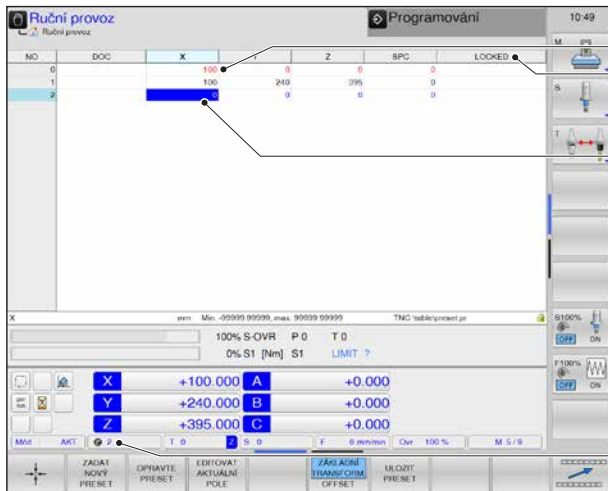 Ruční provoz
Ruční provoz
Programování
10:49
M
NO DOC X Y Z SPC LOCKED
0 100 0 0 0
1 100 240 395 0
2 0 0 0 0
S
T
X mm Min. -99999.99999, max. 99999.99999 TNC:\table\preset.pr
100% S-OVR P0 T0
0% S1 [Nm] S1 LIMIT ?
S100%
OFF ON
F100%
OFF ON
X +100.000 A +0.000
Y +240.000 B +0.000
Z +395.000 C +0.000
Mód AKT 2 T 0 Z S 0 F 0 mm/min Ovr 100 % M 5/9
ZADAT
NOVÝ
PRESET
OPRAVTE
PRESET
EDITOVAT
AKTUÁLNÍ
POLE
ZÁKLADNÍ
TRANSFORM.
OFFSET
ULOZIT
PRESET